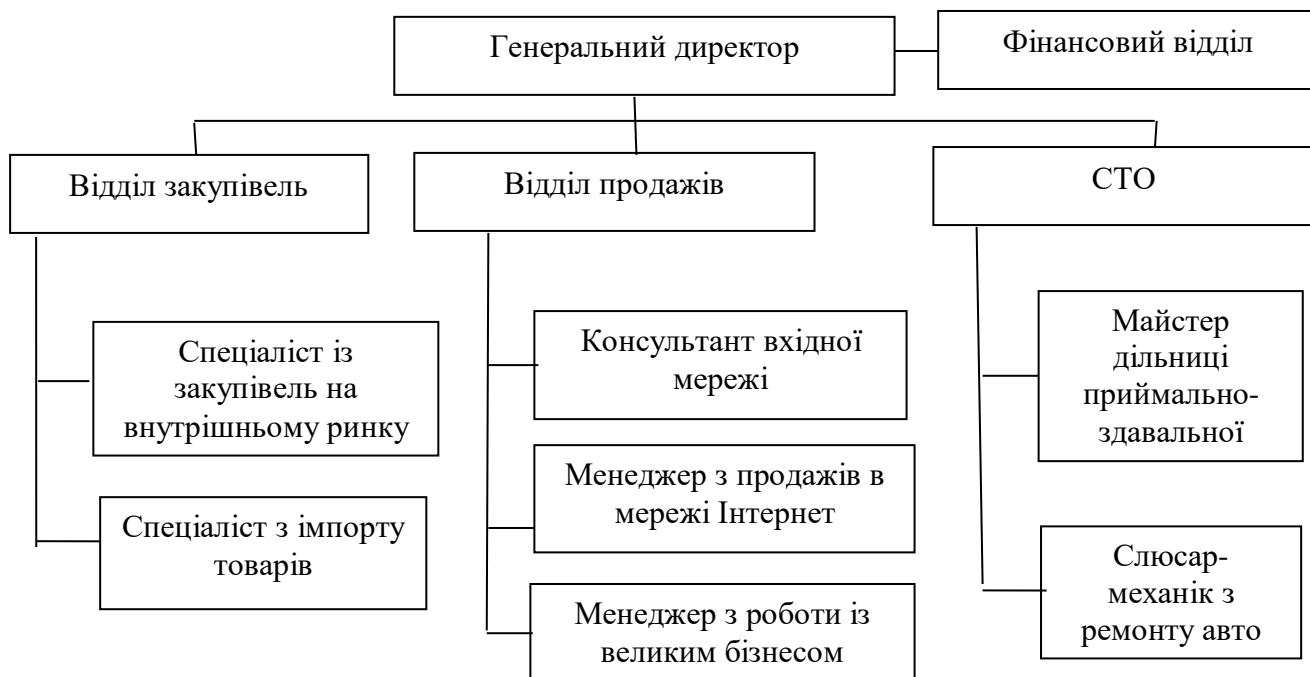 Генеральний директор
Фінансовий відділ
Відділ закупівель
Відділ продажів
СТО
Спеціаліст із
закупівель на
внутрішньому ринку
Спеціаліст з імпорту
товарів
Консультант вхідної
мережі
Менеджер з продажів в
мережі Інтернет
Менеджер з роботи із
великим бізнесом
Майстер
дільниці
приймально-
здавальної
Слюсар-
механік з
ремонту авто